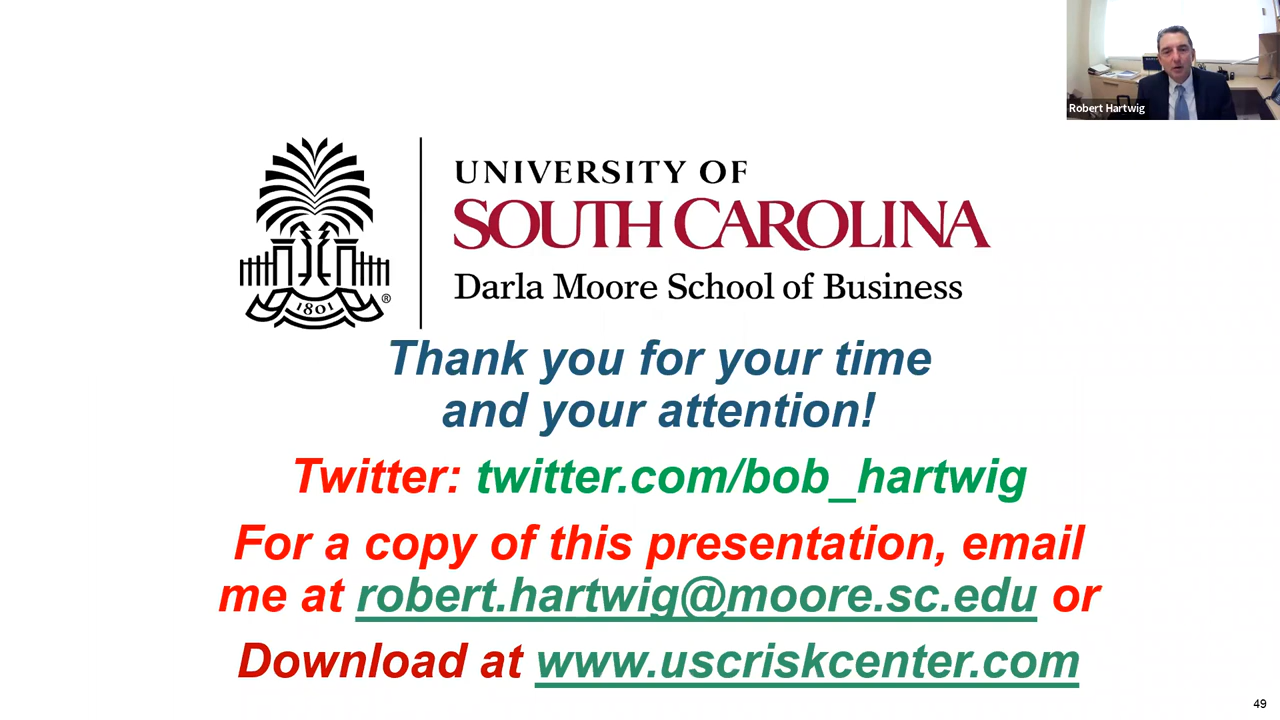 Robert Hartwig
UNIVERSITY OF
SOUTH CAROLINA
Darla Moore School of Business
1801
®
Thank you for your time
and your attention!
Twitter: twitter.com/bob_hartwig
For a copy of this presentation, email
me at robert.hartwig@moore.sc.edu or
Download at www.uscriskcenter.com
49